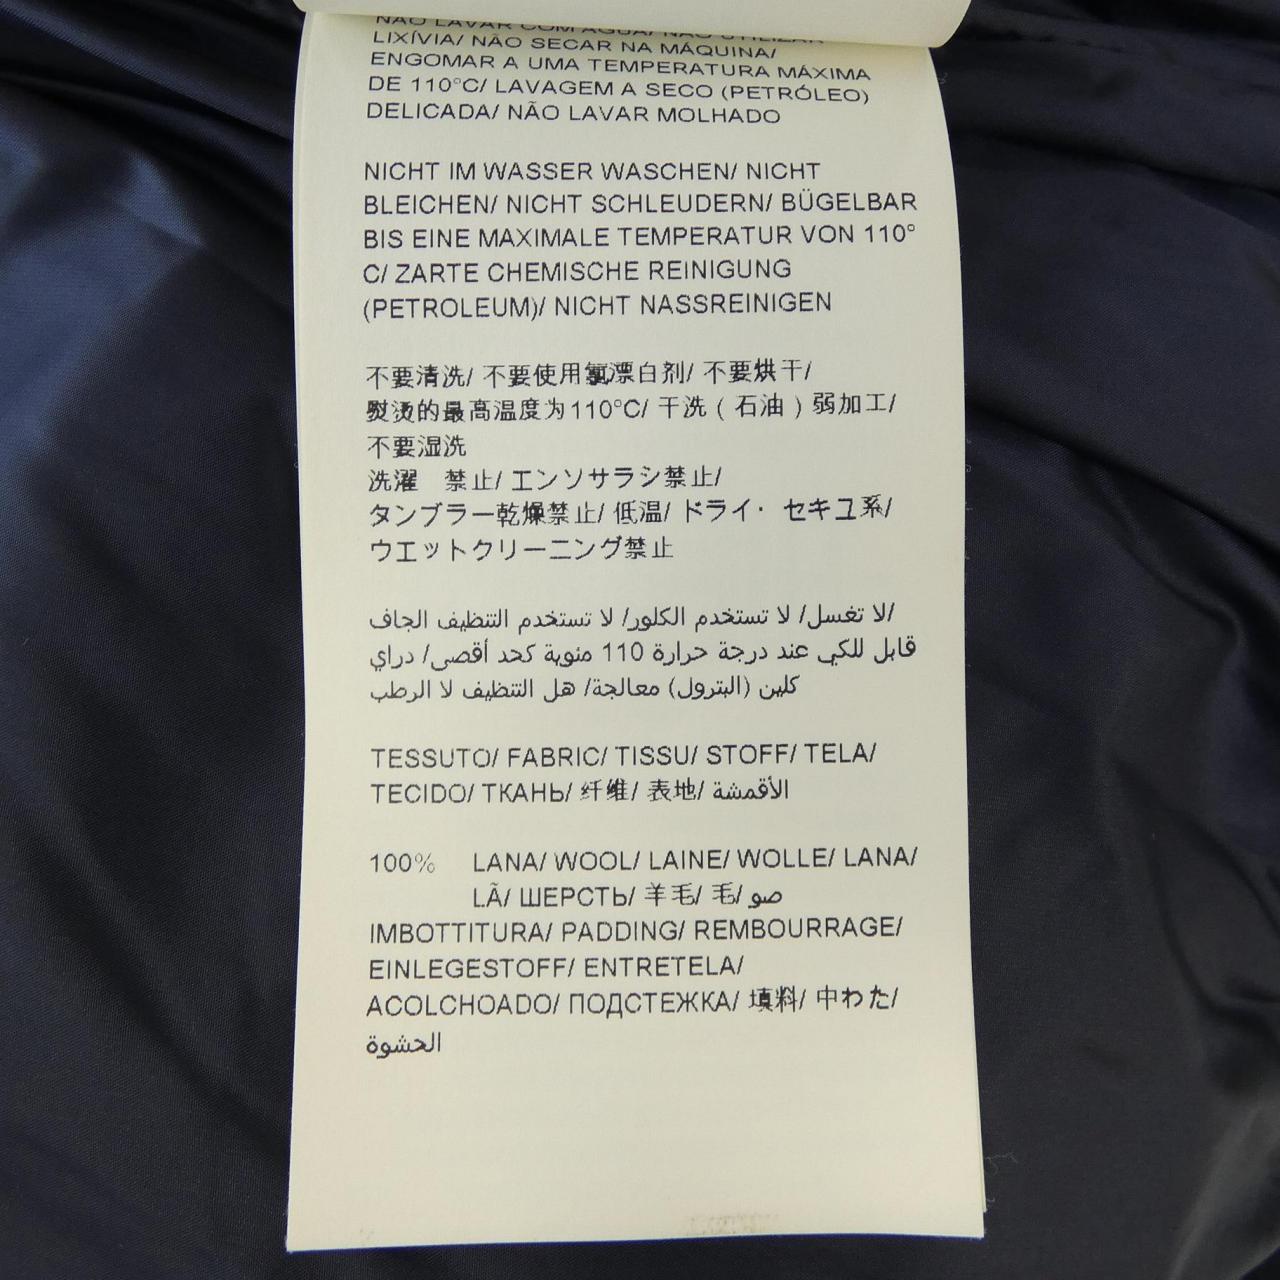 NÃO LAVAR COM ÁGUA/ NÃO UTILIZAR
LIXÍVIA/ NÃO SECAR NA MÁQUINA/
ENGOMAR A UMA TEMPERATURA MÁXIMA
DE 110°C/ LAVAGEM A SECO (PETRÓLEO)
DELICADA/ NÃO LAVAR MOLHADO
NICHT IM WASSER WASCHEN/ NICHT
BLEICHEN/ NICHT SCHLEUDERN/ BÜGELBAR
BIS EINE MAXIMALE TEMPERATUR VON 110°
C/ ZARTE CHEMISCHE REINIGUNG
(PETROLEUM)/ NICHT NASSREINIGEN
不要清洗/ 不要使用氯漂白剂/ 不要烘干/
熨烫的最高温度为110°C/ 干洗 ( 石油 ) 弱加工/
不要湿洗
洗濯 禁止/ エンソサラシ禁止/
タンブラー乾燥禁止/ 低温/ ドライ・ セキユ系/
ウエットクリーニング禁止
لا تغسل/ لا تستخدم الكلور/ لا تستخدم التنظيف الجاف/
قابل للكي عند درجة حرارة 110 مئوية كحد أقصى/ دراي
كلين (البترول) معالجة/ هل التنظيف لا الرطب
TESSUTO/ FABRIC/ TISSU/ STOFF/ TELA/
TECIDO/ ТКАНЬ/ 纤维/ 表地/ الأقمشة
100% LANA/ WOOL/ LAINE/ WOLLE/ LANA/
LÃ/ ШЕРСТЬ/ 羊毛/ 毛/ صو
IMBOTTITURA/ PADDING/ REMBOURRAGE/
EINLEGESTOFF/ ENTRETELA/
ACOLCHOADO/ ПОДСТЕЖКА/ 填料/ 中わた/
الحشوة